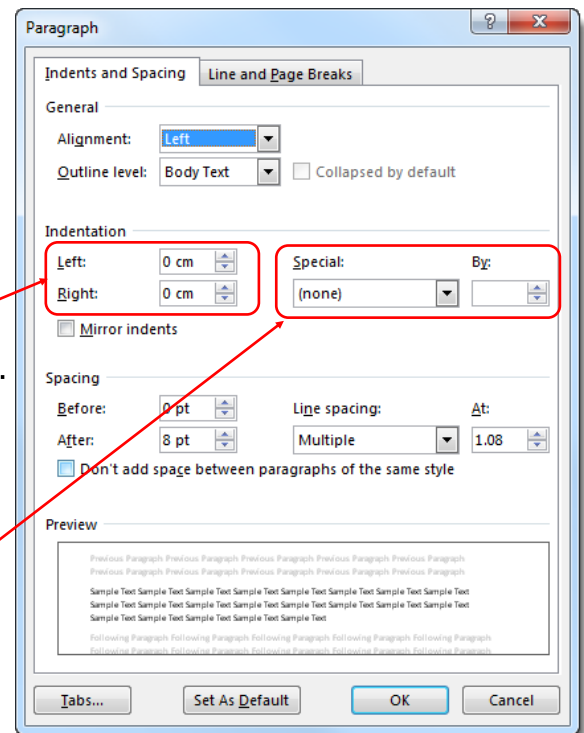 Paragraph
Indents and Spacing Line and Page Breaks
General
Alignment: Left
Outline level: Body Text Collapsed by default
Indentation
Left: 0 cm Special: By:
Right: 0 cm (none)
Mirror indents
.
Spacing
Before: 0 pt Line spacing: At:
After: 8 pt Multiple 1.08
Don't add space between paragraphs of the same style
Preview
Previous Paragraph Previous Paragraph Previous Paragraph Previous Paragraph Previous Paragraph
Previous Paragraph Previous Paragraph Previous Paragraph Previous Paragraph Previous Paragraph
Sample Text Sample Text Sample Text Sample Text Sample Text Sample Text Sample Text Sample Text
Sample Text Sample Text Sample Text Sample Text Sample Text Sample Text Sample Text Sample Text
Sample Text Sample Text Sample Text Sample Text Sample Text
Following Paragraph Following Paragraph Following Paragraph Following Paragraph Following Paragraph
Following Paragraph Following Paragraph Following Paragraph Following Paragraph Following Paragraph
Tabs... Set As Default OK Cancel